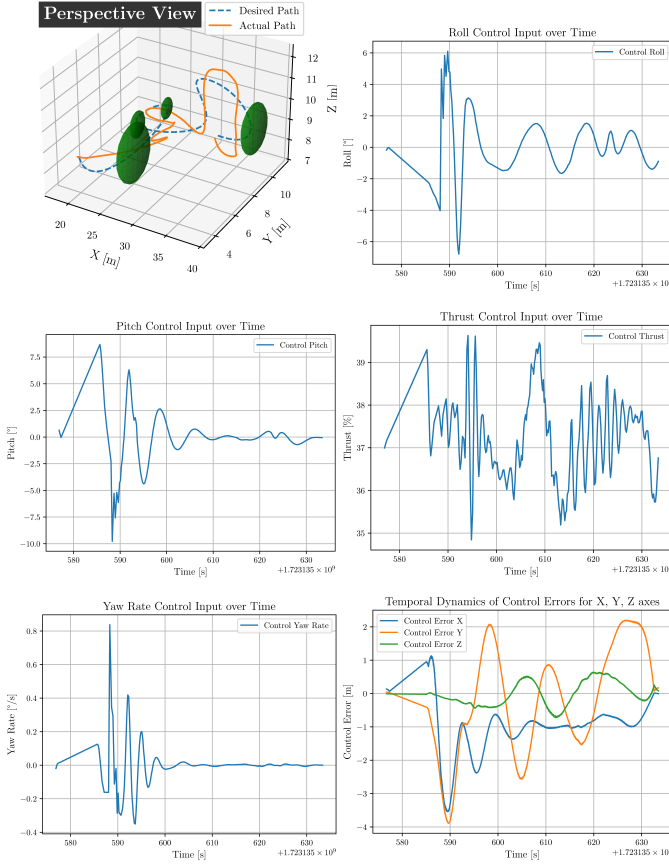 Perspective View
Desired Path
Actual Path
12
11
10
9
8
7
Z [m]
20
25
30
35
40
X [m]
4
6
8
10
Y [m]
Roll Control Input over Time
Control Roll
6
4
2
0
−2
−4
−6
Roll [°]
580
590
600
610
620
630
Time [s]
+1.723135 × 10
Pitch Control Input over Time
Control Pitch
7.5
5.0
2.5
0.0
−2.5
−5.0
−7.5
−10.0
Pitch [°]
580
590
600
610
620
630
Time [s]
+1.723135 × 10⁹
Thrust Control Input over Time
Control Thrust
39
38
37
36
35
Thrust [%]
580
590
600
610
620
630
Time [s]
+1.723135 × 10
Yaw Rate Control Input over Time
Control Yaw Rate
0.8
0.6
0.4
0.2
0.0
−0.2
−0.4
Yaw Rate [°/s]
580
590
600
610
620
630
Time [s]
+1.723135 × 10⁹
Temporal Dynamics of Control Errors for X, Y, Z axes
Control Error X
Control Error Y
Control Error Z
2
1
0
−1
−2
−3
−4
Control Error [m]
580
590
600
610
620
630
Time [s]
+1.723135 × 10